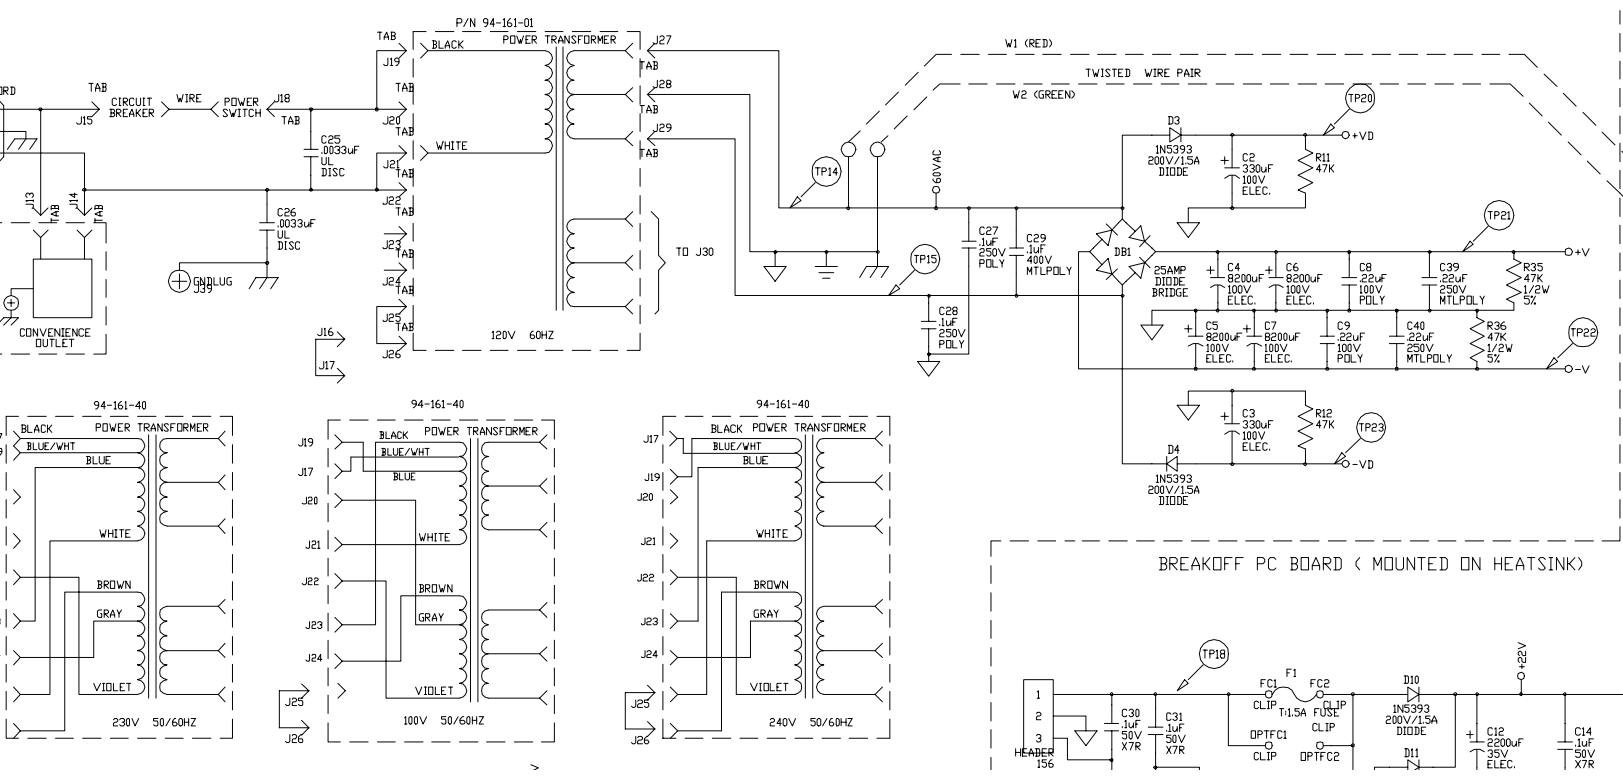 P/N 94-161-01
TAB
J19
BLACK
POWER TRANSFORMER
J27
TAB
W1 (RED)
TWISTED WIRE PAIR
W2 (GREEN)
TAB
J15
CIRCUIT
BREAKER
WIRE
POWER
SWITCH
J18
TAB
TAB
J20
J28
TAB
J29
TAB
TAB
WHITE
J21
J22
TAB
C25
.0033uF
UL
DISC
C26
.0033uF
UL
DISC
J13
TAB
J14
TAB
J23
TAB
J24
TAB
J25
TAB
J26
GNDLUG
J39
CONVENIENCE
OUTLET
J16
J17
120V 60HZ
TO J30
TP14
60VAC
TP15
C27
.1uF
250V
POLY
C29
.1uF
400V
MTLPOLY
C28
.1uF
250V
POLY
D3
1N5393
200V/1.5A
DIODE
TP20
+VD
C2
330uF
100V
ELEC.
R11
47K
DB1
25AMP
DIODE
BRIDGE
TP21
+V
C4
8200uF
100V
ELEC.
C6
8200uF
100V
ELEC.
C8
.22uF
100V
POLY
C39
.22uF
250V
MTLPOLY
R35
47K
1/2W
5%
C5
8200uF
100V
ELEC.
C7
8200uF
100V
ELEC.
C9
.22uF
100V
POLY
C40
.22uF
250V
MTLPOLY
R36
47K
1/2W
5%
TP22
-V
C3
330uF
100V
ELEC.
R12
47K
TP23
-VD
D4
1N5393
200V/1.5A
DIODE
94-161-40
BLACK
POWER TRANSFORMER
BLUE/WHT
BLUE
WHITE
BROWN
GRAY
VIOLET
230V 50/60HZ
94-161-40
J19
BLACK
POWER TRANSFORMER
BLUE/WHT
J17
BLUE
J20
J21
WHITE
J22
BROWN
J23
GRAY
J24
VIOLET
J25
J26
100V 50/60HZ
94-161-40
J17
BLACK
POWER TRANSFORMER
BLUE/WHT
BLUE
J19
J20
WHITE
J21
J22
BROWN
J23
GRAY
J24
VIOLET
J25
J26
240V 50/60HZ
BREAKOFF PC BOARD ( MOUNTED ON HEATSINK)
TP18
1
2
3
HEADER
156
C30
.1uF
50V
X7R
C31
.1uF
50V
X7R
F1
FC1
CLIP
FC2
CLIP
T:1.5A FUSE
CLIP
OPTFC1
CLIP
OPTFC2
D10
1N5393
200V/1.5A
DIODE
D11
+22V
C12
2200uF
35V
ELEC.
C14
.1uF
50V
X7R